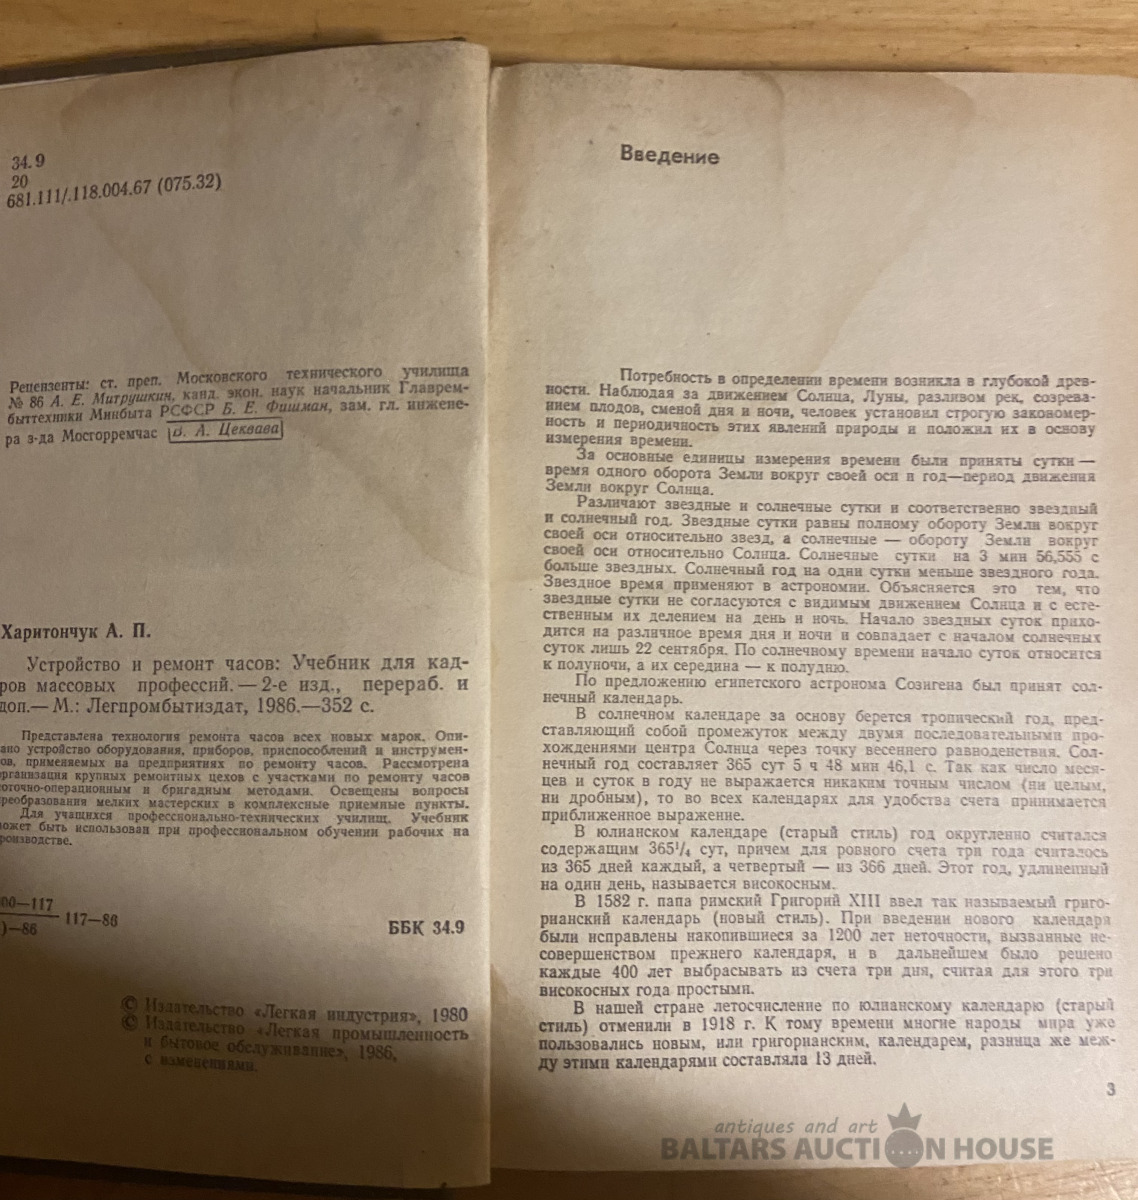 34.9
20
681.111/.118.004.67 (075.32)
Рецензенты: ст. преп. Московского технического училища
№ 86 А. Е. Митрушкин, канд. экон. наук начальник Главрем-
быттехники Минбыта РСФСР Б. Е. Фишман, зам. гл. инжене-
ра з-да Мосгорремчас В. А. Цеквава
Харитончук А. П.
Устройство и ремонт часов: Учебник для кад-
ров массовых профессий. — 2-е изд., перераб. и
доп.— М.: Легпромбытиздат, 1986.—352 с.
Представлена технология ремонта часов всех новых марок. Опи-
ано устройство оборудования, приборов, приспособлений и инструмен-
ов, применяемых на предприятиях по ремонту часов. Рассмотрена
организация крупных ремонтных цехов с участками по ремонту часов
оточно-операционным и бригадным методами. Освещены вопросы
реобразования мелких мастерских в комплексные приемные пункты.
Для учащихся профессионально-технических училищ. Учебник
может быть использован при профессиональном обучении рабочих на
роизводстве.
00—117
)—86 117—86
ББК 34.9
© Издательство «Легкая индустрия», 1980
© Издательство «Легкая промышленность
и бытовое обслуживание», 1986,
с изменениями.
Введение
Потребность в определении времени возникла в глубокой древ-
ности. Наблюдая за движением Солнца, Луны, разливом рек, созрева-
нием плодов, сменой дня и ночи, человек установил строгую закономер-
ность и периодичность этих явлений природы и положил их в основу
измерения времени.
За основные единицы измерения времени были приняты сутки —
время одного оборота Земли вокруг своей оси и год—период движения
Земли вокруг Солнца.
Различают звездные и солнечные сутки и соответственно звездный
и солнечный год. Звездные сутки равны полному обороту Земли вокруг
своей оси относительно звезд, а солнечные — обороту Земли вокруг
своей оси относительно Солнца. Солнечные сутки на 3 мин 56,555 с
больше звездных. Солнечный год на одни сутки меньше звездного года.
Звездное время применяют в астрономии. Объясняется это тем, что
звездные сутки не согласуются с видимым движением Солнца и с есте-
ственным их делением на день и ночь. Начало звездных суток прихо-
дится на различное время дня и ночи и совпадает с началом солнечных
суток лишь 22 сентября. По солнечному времени начало суток относится
к полуночи, а их середина — к полудню.
По предложению египетского астронома Созигена был принят сол-
нечный календарь.
В солнечном календаре за основу берется тропический год, пред-
ставляющий собой промежуток между двумя последовательными про-
хождениями центра Солнца через точку весеннего равноденствия. Сол-
нечный год составляет 365 сут 5 ч 48 мин 46,1 с. Так как число меся-
цев и суток в году не выражается никаким точным числом (ни целым,
ни дробным), то во всех календарях для удобства счета принимается
приближенное выражение.
В юлианском календаре (старый стиль) год округленно считался
содержащим 365¹/₄ сут, причем для ровного счета три года считалось
из 365 дней каждый, а четвертый — из 366 дней. Этот год, удлиненный
на один день, называется високосным.
В 1582 г. папа римский Григорий XIII ввел так называемый григо-
рианский календарь (новый стиль). При введении нового календаря
были исправлены накопившиеся за 1200 лет неточности, вызванные не-
совершенством прежнего календаря, и в дальнейшем было решено
каждые 400 лет выбрасывать из счета три дня, считая для этого три
високосных года простыми.
В нашей стране летосчисление по юлианскому календарю (старый
стиль) отменили в 1918 г. К тому времени многие народы мира уже
пользовались новым, или григорианским, календарем, разница же меж-
ду этими календарями составляла 13 дней.
3
antiques and art
BALTARS AUCTION HOUSE